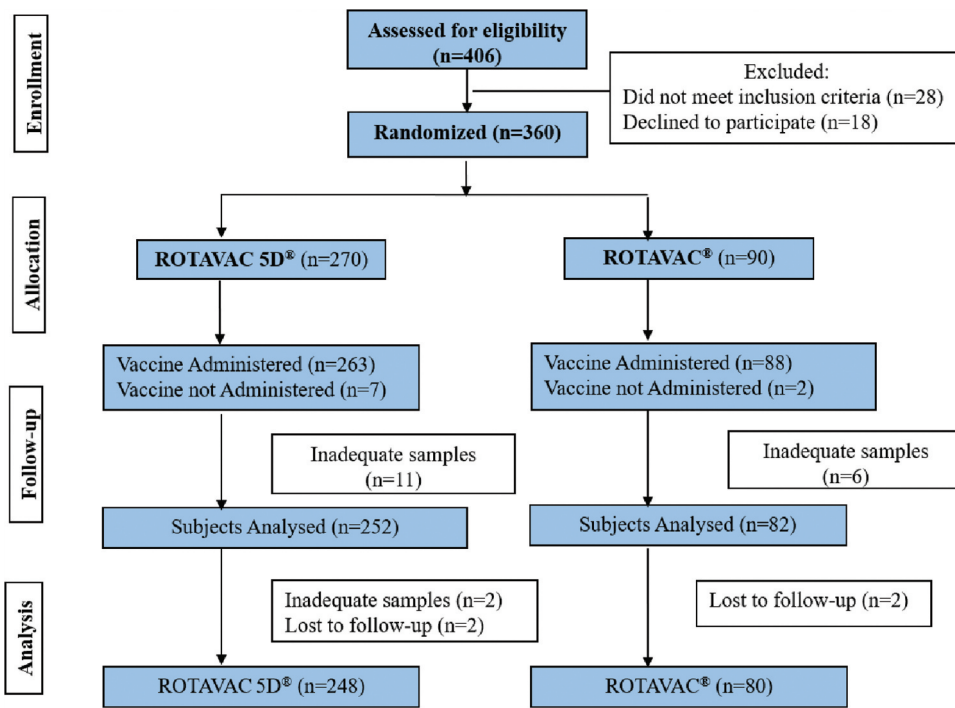 Enrollment
Assessed for eligibility
(n=406)
Excluded:
Did not meet inclusion criteria (n=28)
Declined to participate (n=18)
Randomized (n=360)
Allocation
ROTAVAC 5D® (n=270)
ROTAVAC® (n=90)
Vaccine Administered (n=263)
Vaccine not Administered (n=7)
Vaccine Administered (n=88)
Vaccine not Administered (n=2)
Follow-up
Inadequate samples
(n=11)
Inadequate samples
(n=6)
Subjects Analysed (n=252)
Subjects Analysed (n=82)
Analysis
Inadequate samples (n=2)
Lost to follow-up (n=2)
Lost to follow-up (n=2)
ROTAVAC 5D® (n=248)
ROTAVAC® (n=80)